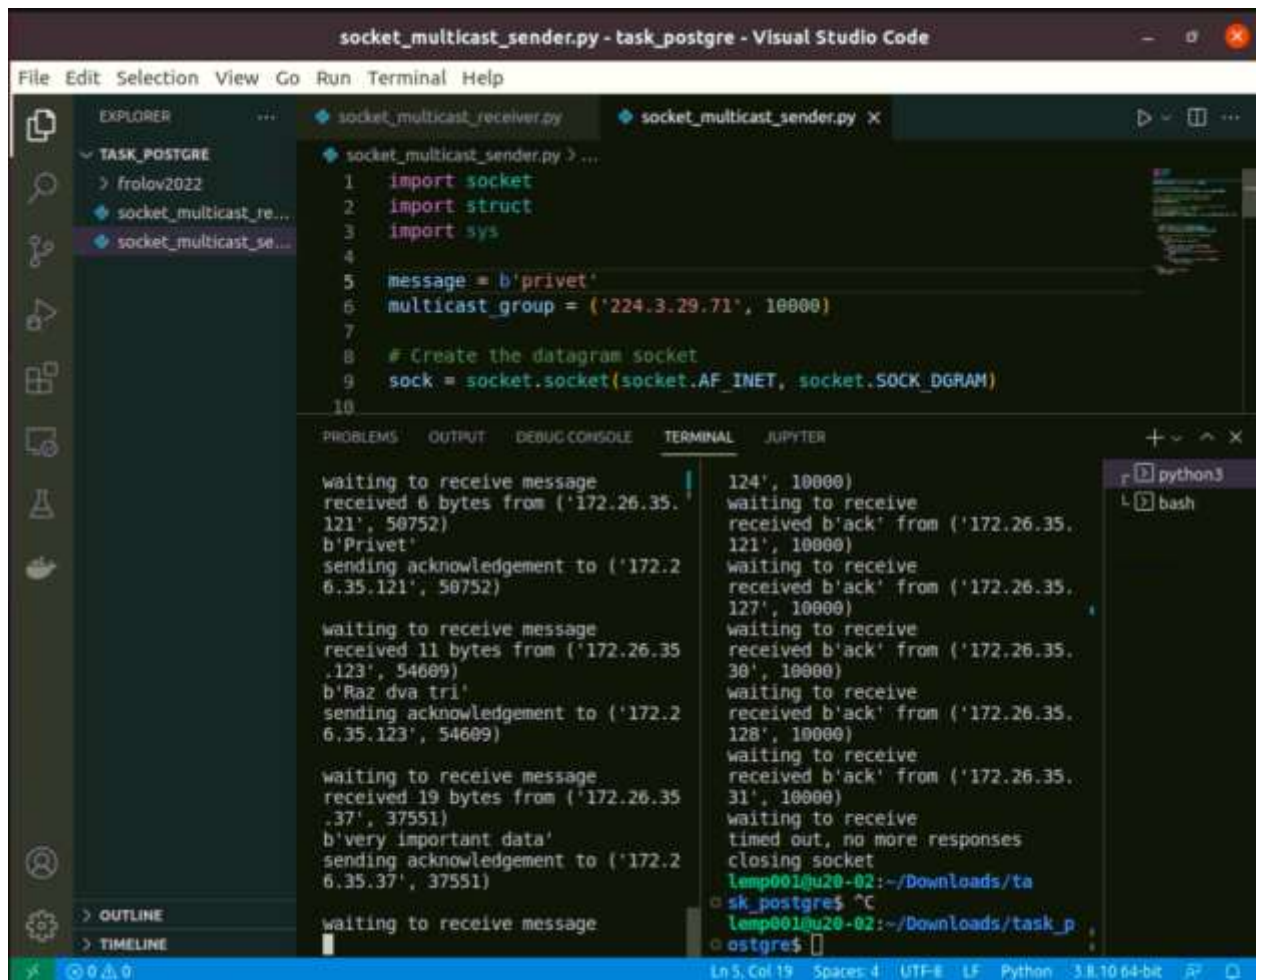 socket_multicast_sender.py - task_postgre - Visual Studio Code
File Edit Selection View Go Run Terminal Help
EXPLORER
TASK_POSTGRE
frolov2022
socket_multicast_re...
socket_multicast_se...
OUTLINE
TIMELINE
socket_multicast_receiver.py socket_multicast_sender.py
socket_multicast_sender.py > ...
1 import socket
2 import struct
3 import sys
4
5 message = b'privet'
6 multicast_group = ('224.3.29.71', 10000)
7
8 # Create the datagram socket
9 sock = socket.socket(socket.AF_INET, socket.SOCK_DGRAM)
10
PROBLEMS OUTPUT DEBUG CONSOLE TERMINAL JUPYTER
waiting to receive message
received 6 bytes from ('172.26.35.
121', 50752)
b'Privet'
sending acknowledgement to ('172.2
6.35.121', 50752)
waiting to receive message
received 11 bytes from ('172.26.35
.123', 54609)
b'Raz dva tri'
sending acknowledgement to ('172.2
6.35.123', 54609)
waiting to receive message
received 19 bytes from ('172.26.35
.37', 37551)
b'very important data'
sending acknowledgement to ('172.2
6.35.37', 37551)
waiting to receive message
124', 10000)
waiting to receive
received b'ack' from ('172.26.35.
121', 10000)
waiting to receive
received b'ack' from ('172.26.35.
127', 10000)
waiting to receive
received b'ack' from ('172.26.35.
30', 10000)
waiting to receive
received b'ack' from ('172.26.35.
128', 10000)
waiting to receive
received b'ack' from ('172.26.35.
31', 10000)
waiting to receive
timed out, no more responses
closing socket
lemp001@u20-02:~/Downloads/ta
sk_postgre$ ^C
lemp001@u20-02:~/Downloads/task_p
ostgre$
python3
bash
0 0 Ln 5, Col 19 Spaces: 4 UTF-8 LF Python 3.8.10 64-bit